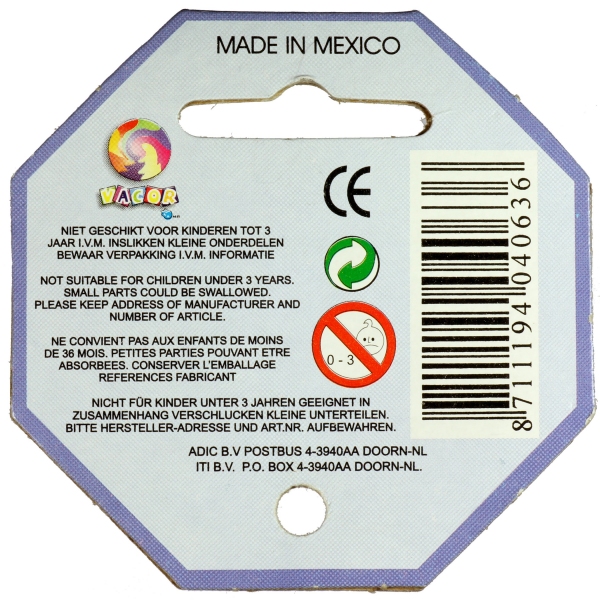 MADE IN MEXICO
VACOR
CE
NIET GESCHIKT VOOR KINDEREN TOT 3
JAAR I.V.M. INSLIKKEN KLEINE ONDERDELEN
BEWAAR VERPAKKING I.V.M. INFORMATIE
NOT SUITABLE FOR CHILDREN UNDER 3 YEARS.
SMALL PARTS COULD BE SWALLOWED.
PLEASE KEEP ADDRESS OF MANUFACTURER AND
NUMBER OF ARTICLE.
0-3
NE CONVIENT PAS AUX ENFANTS DE MOINS
DE 36 MOIS. PETITES PARTIES POUVANT ETRE
ABSORBEES. CONSERVER L'EMBALLAGE
REFERENCES FABRICANT
NICHT FÜR KINDER UNTER 3 JAHREN GEEIGNET IN
ZUSAMMENHANG VERSCHLUCKEN KLEINE UNTERTEILEN.
BITTE HERSTELLER-ADRESSE UND ART.NR. AUFBEWAHREN.
ADIC B.V POSTBUS 4-3940AA DOORN-NL
ITI B.V. P.O. BOX 4-3940AA DOORN-NL.
8 711194 040636